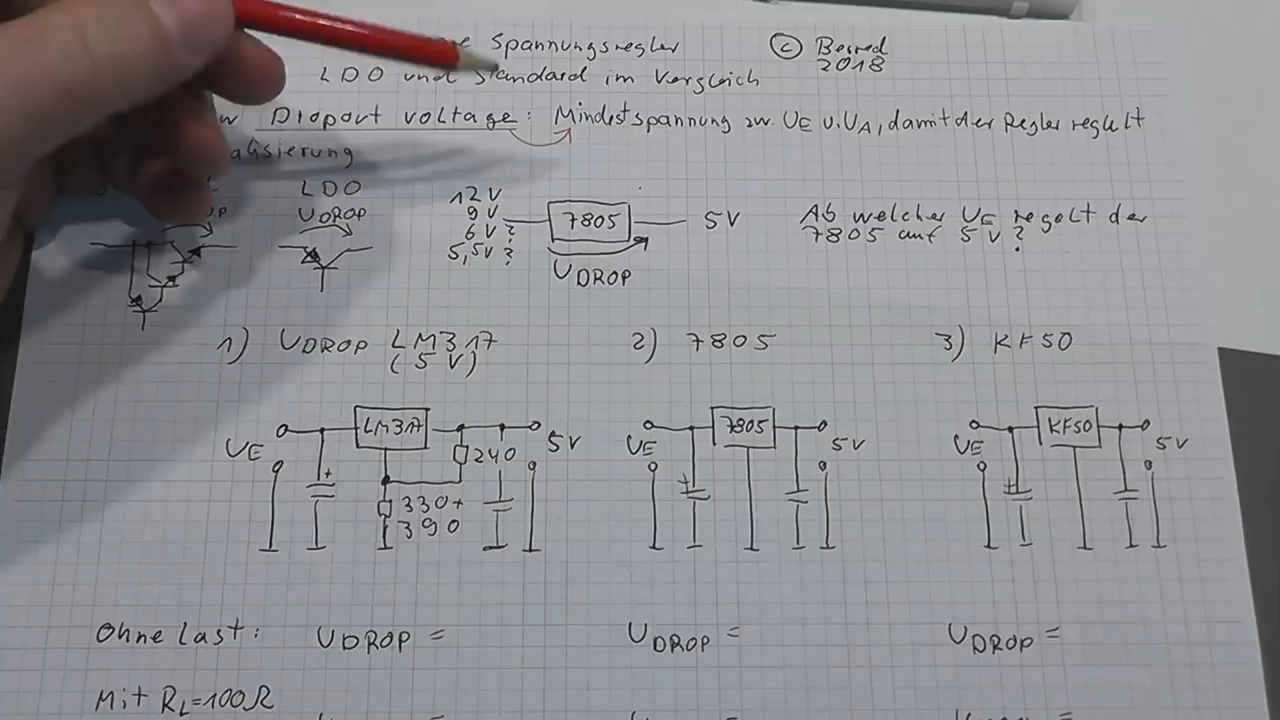 Spannungsregler
© Besred
2018
LDO und Standard im Vergleich
Dropout voltage: Mindestspannung zw. UE u. UA, damit der Regler regelt
alisierung
LDO
UDROP
12V
9V
6V?
5,5V?
7805
5V
UDROP
Ab welcher UE regelt der
7805 auf 5V?
1) UDROP LM317
(5V)
2) 7805
3) KF50
UE
LM317
240
5V
330+
390
UE
7805
5V
UE
KF50
5V
Ohne Last: UDROP =
UDROP =
UDROP =
Mit RL=100Ω